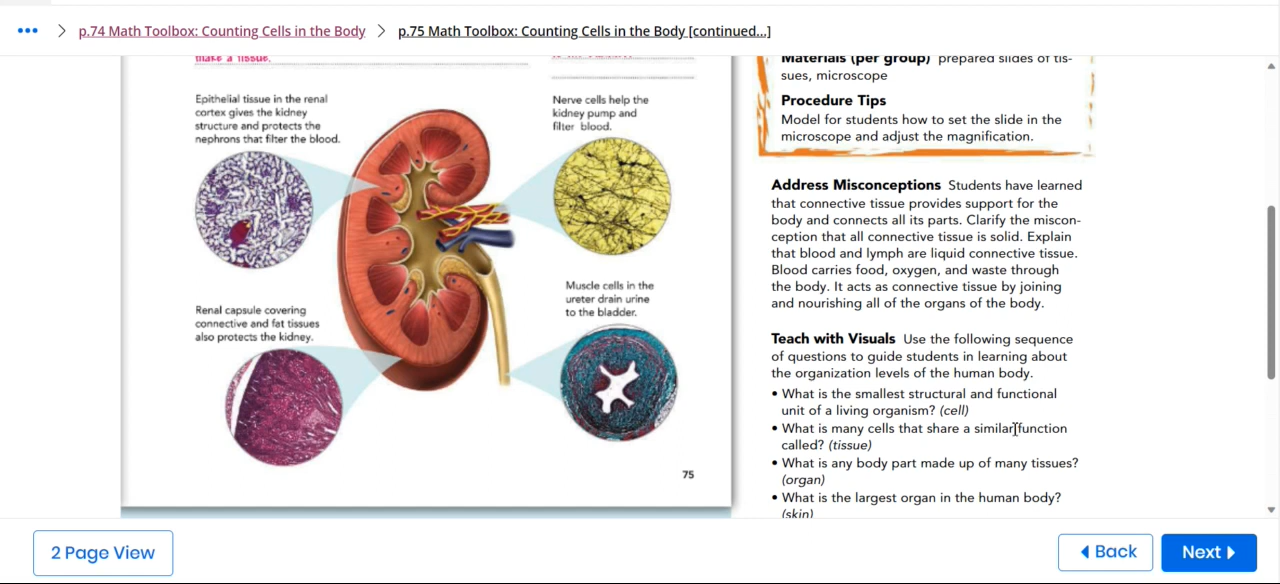 ••• > p.74 Math Toolbox: Counting Cells in the Body > p.75 Math Toolbox: Counting Cells in the Body [continued...]
make a tissue.
Epithelial tissue in the renal
cortex gives the kidney
structure and protects the
nephrons that filter the blood.
Nerve cells help the
kidney pump and
filter blood.
Renal capsule covering
connective and fat tissues
also protects the kidney.
Muscle cells in the
ureter drain urine
to the bladder.
75
Materials (per group) prepared slides of tis-
sues, microscope
Procedure Tips
Model for students how to set the slide in the
microscope and adjust the magnification.
Address Misconceptions Students have learned
that connective tissue provides support for the
body and connects all its parts. Clarify the miscon-
ception that all connective tissue is solid. Explain
that blood and lymph are liquid connective tissue.
Blood carries food, oxygen, and waste through
the body. It acts as connective tissue by joining
and nourishing all of the organs of the body.
Teach with Visuals Use the following sequence
of questions to guide students in learning about
the organization levels of the human body.
• What is the smallest structural and functional
unit of a living organism? (cell)
• What is many cells that share a similar function
called? (tissue)
• What is any body part made up of many tissues?
(organ)
• What is the largest organ in the human body?
(skin)
2 Page View
Back
Next